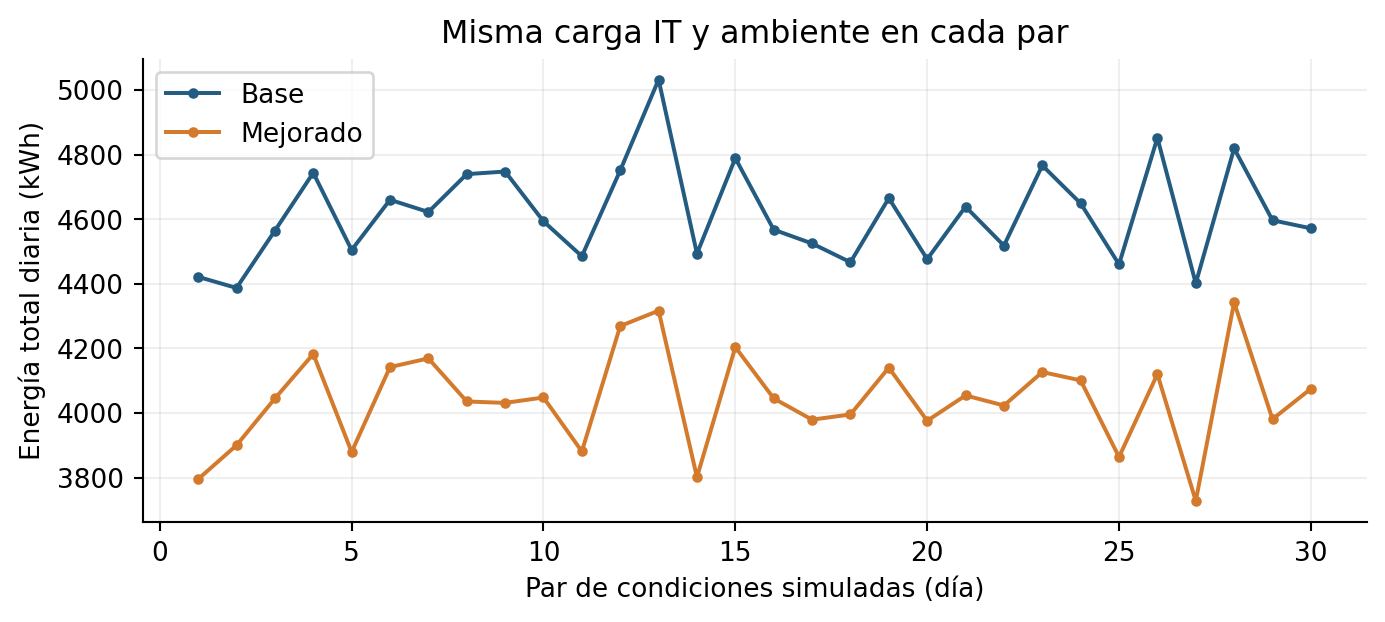 Misma carga IT y ambiente en cada par
Base
Mejorado
Energía total diaria (kWh)
5000
4800
4600
4400
4200
4000
3800
0 5 10 15 20 25 30
Par de condiciones simuladas (día)